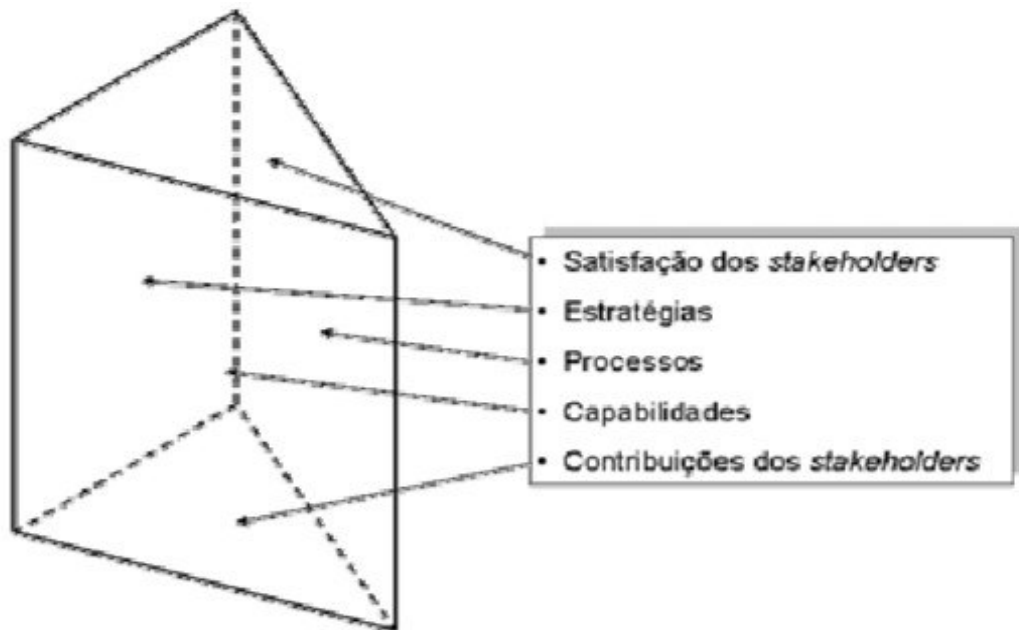 • Satisfação dos stakeholders
• Estratégias
• Processos
• Capabilidades
• Contribuições dos stakeholders